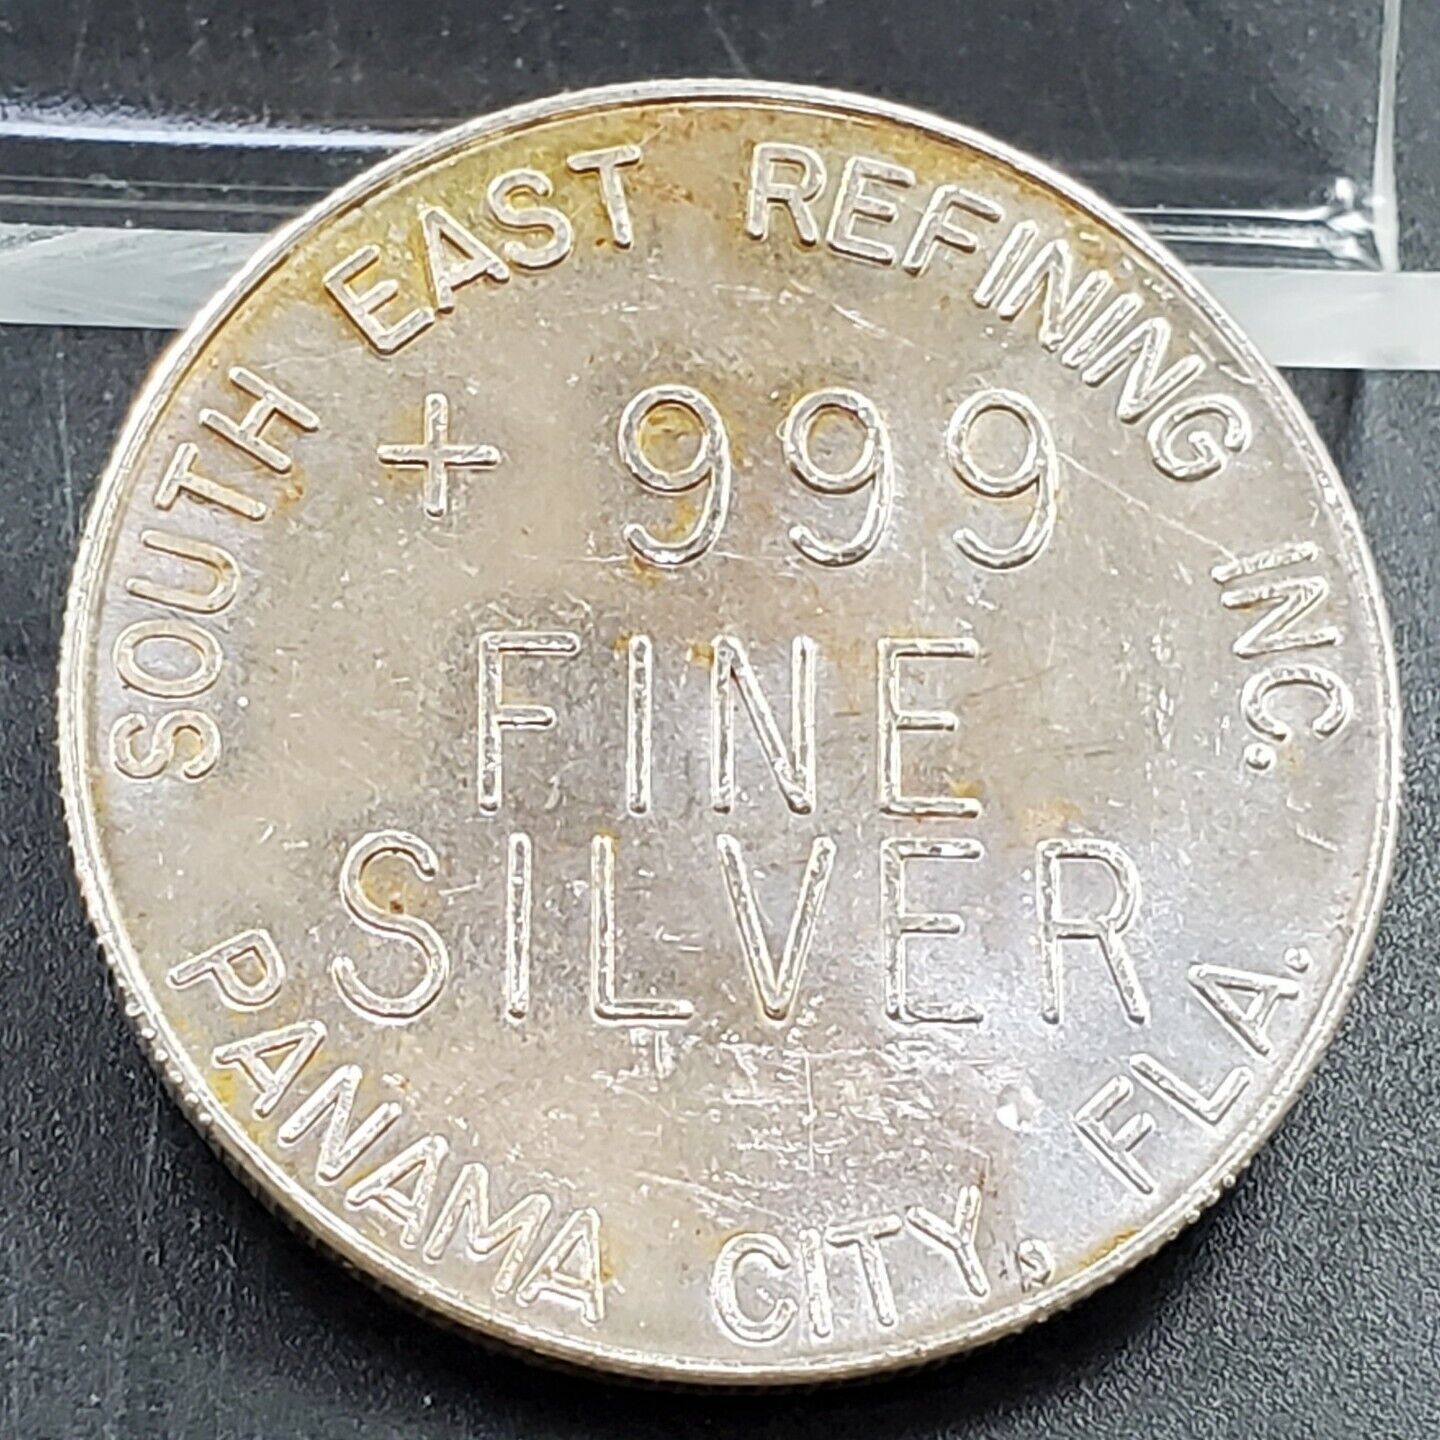 SOUTH EAST REFINING INC.
+ 999
FINE
SILVER
PANAMA CITY, FLA.